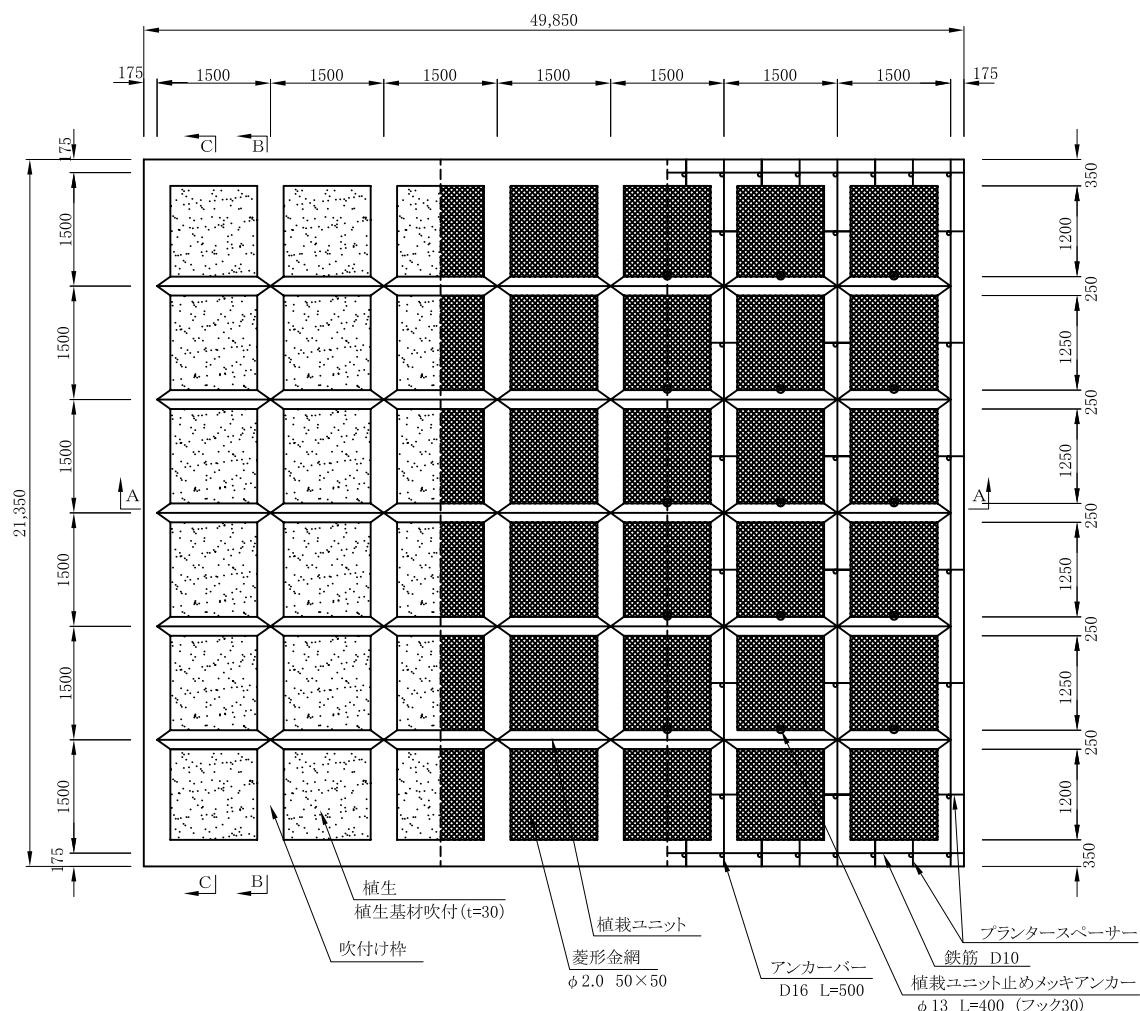 49,850
175 1500 1500 1500 1500 1500 1500 1500 175
C B
175
1500
1500
1500
1500
1500
1500
175
21,350
350
1200
250
1250
250
1250
250
1250
250
1250
250
1200
350
A A
C B
植生
植生基材吹付(t=30)
吹付け枠
植栽ユニット
菱形金網
φ2.0 50×50
アンカーバー
D16 L=500
プランタースペーサー
鉄筋 D10
植栽ユニット止めメッキアンカー
φ13 L=400 (フック30)